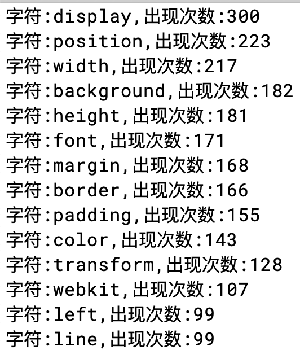 字符:display,出现次数:300
字符:position,出现次数:223
字符:width,出现次数:217
字符:background,出现次数:182
字符:height,出现次数:181
字符:font,出现次数:171
字符:margin,出现次数:168
字符:border,出现次数:166
字符:padding,出现次数:155
字符:color,出现次数:143
字符:transform,出现次数:128
字符:webkit,出现次数:107
字符:left,出现次数:99
字符:line,出现次数:99